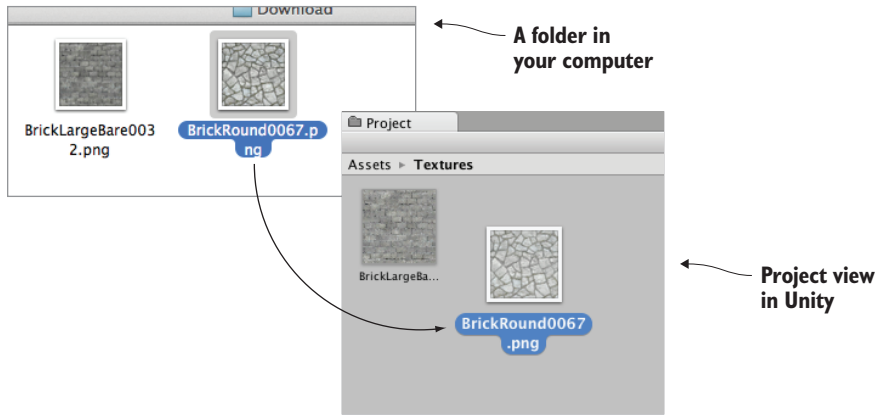 Download
A folder in
your computer
BrickLargeBare003
2.png
BrickRound0067.p
ng
Project
Assets ▸ Textures
BrickLargeBa...
BrickRound0067
.png
Project view
in Unity